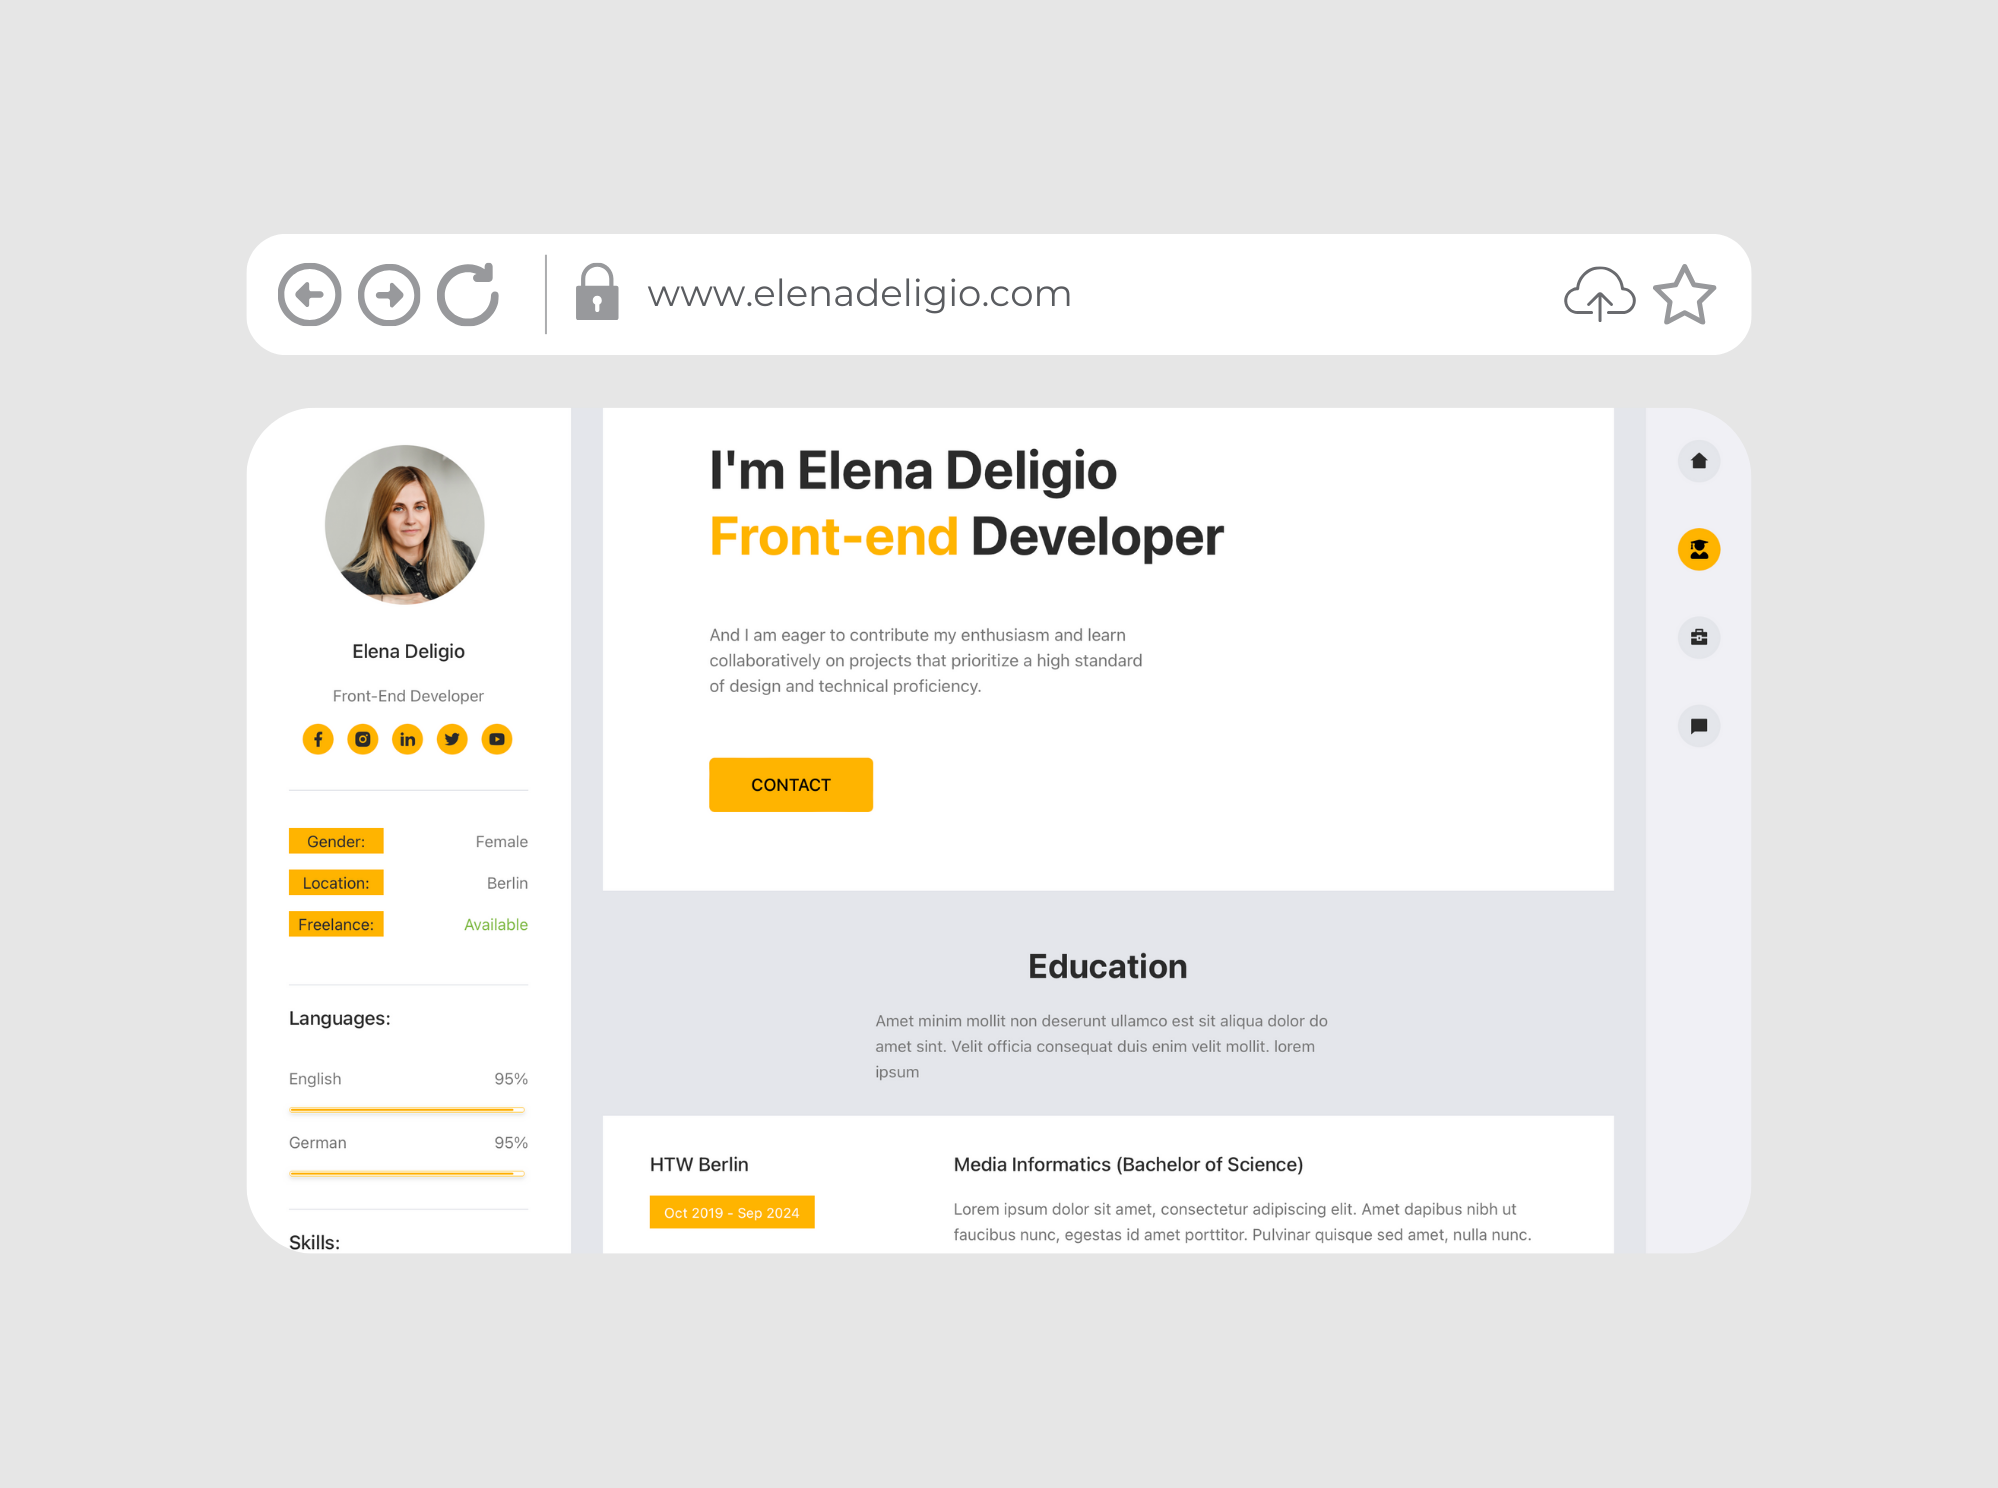 www.elenadeligio.com
Elena Deligio
Front-End Developer
Gender: Female
Location: Berlin
Freelance: Available
Languages:
English 95%
German 95%
Skills:
I'm Elena Deligio
Front-end Developer
And I am eager to contribute my enthusiasm and learn
collaboratively on projects that prioritize a high standard
of design and technical proficiency.
CONTACT
Education
Amet minim mollit non deserunt ullamco est sit aliqua dolor do
amet sint. Velit officia consequat duis enim velit mollit. lorem
ipsum
HTW Berlin
Oct 2019 - Sep 2024
Media Informatics (Bachelor of Science)
Lorem ipsum dolor sit amet, consectetur adipiscing elit. Amet dapibus nibh ut
faucibus nunc, egestas id amet porttitor. Pulvinar quisque sed amet, nulla nunc.